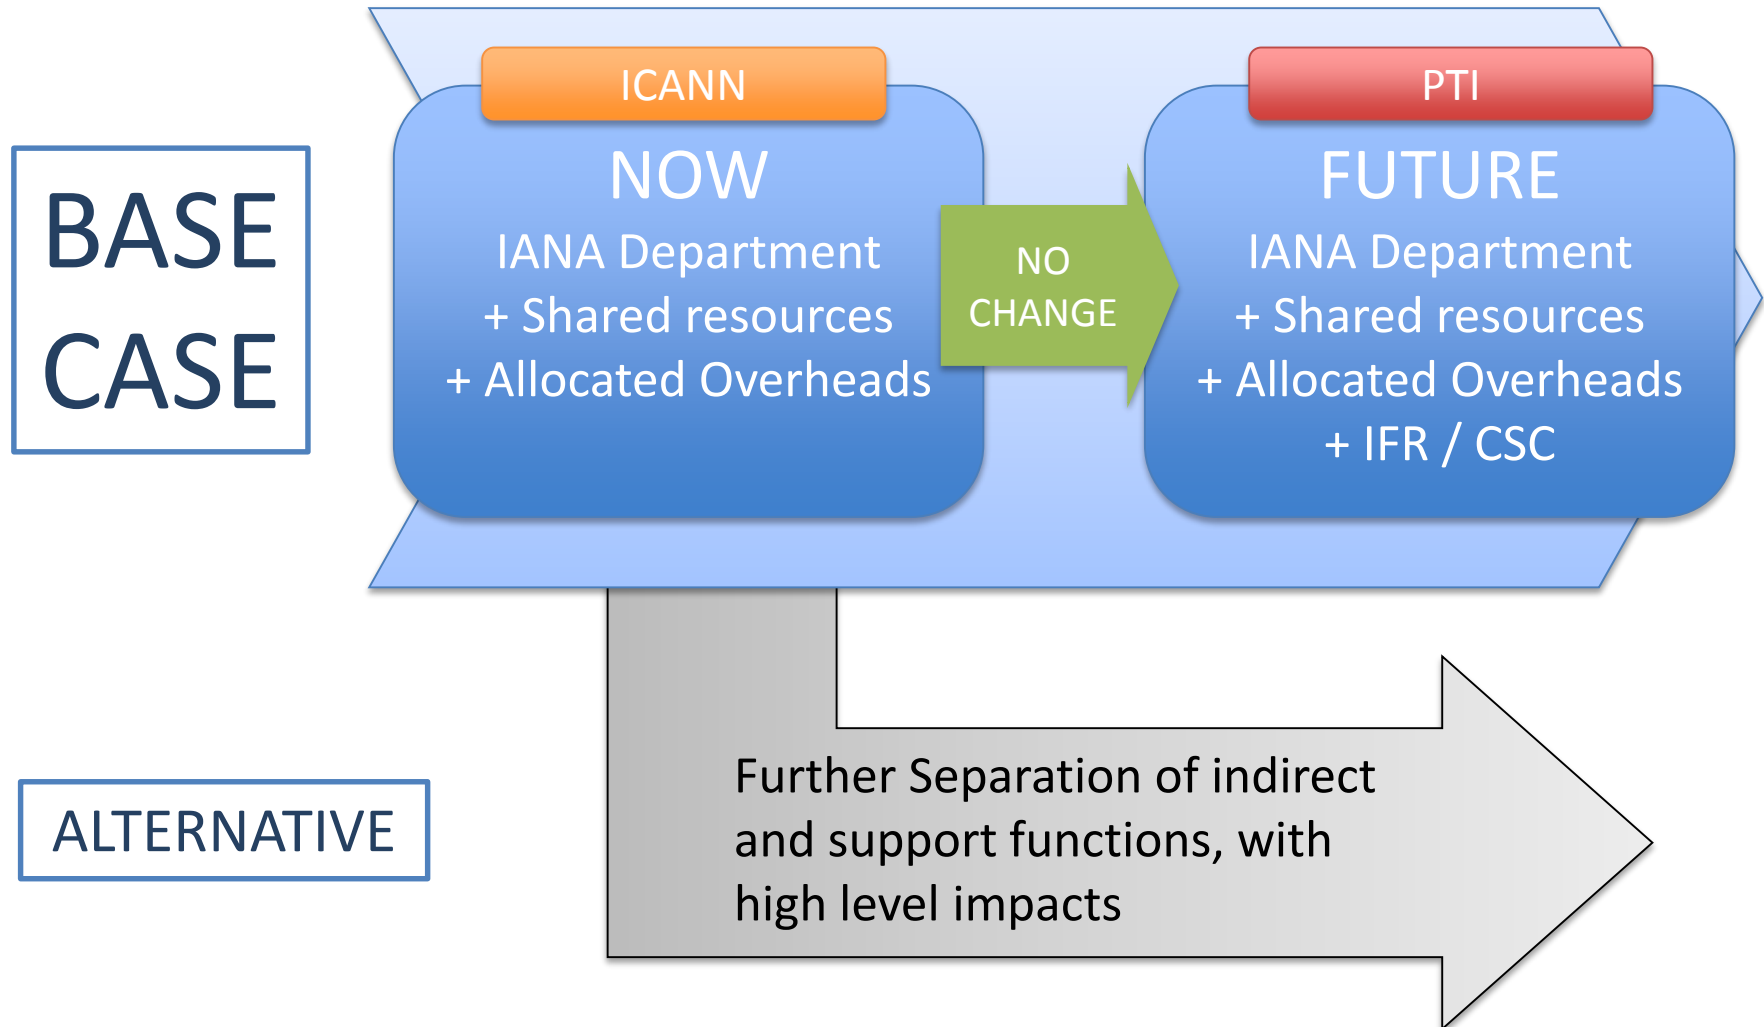 BASE
CASE
ICANN
NOW
IANA Department
+ Shared resources
+ Allocated Overheads
NO
CHANGE
PTI
FUTURE
IANA Department
+ Shared resources
+ Allocated Overheads
+ IFR / CSC
ALTERNATIVE
Further Separation of indirect
and support functions, with
high level impacts